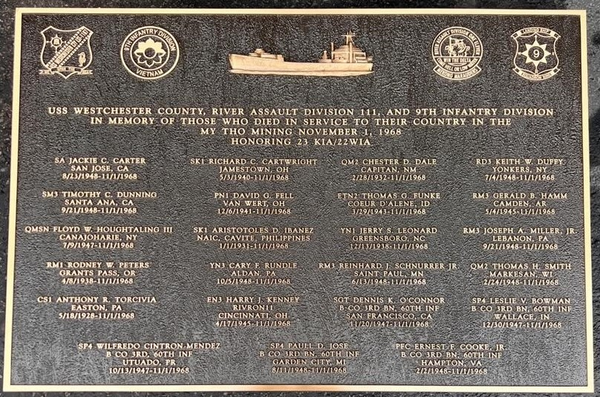 9TH INFANTRY DIVISION
VIETNAM
WIN THE DELTA
9
USS WESTCHESTER COUNTY, RIVER ASSAULT DIVISION 111, AND 9TH INFANTRY DIVISION
IN MEMORY OF THOSE WHO DIED IN SERVICE TO THEIR COUNTRY IN THE
MY THO MINING NOVEMBER 1, 1968
HONORING 23 KIA/22WIA
SA JACKIE C. CARTER
SAN JOSE, CA
8/23/1948-11/1/1968
SK1 RICHARD C. CARTWRIGHT
JAMESTOWN, OH
5/3/1940-11/1/1968
QM2 CHESTER D. DALE
CAPITAN, NM
2/28/1932-11/1/1968
RD3 KEITH W. DUFFY
YONKERS, NY
7/4/1948-11/1/1968
SM3 TIMOTHY C. DUNNING
SANTA ANA, CA
9/21/1948-11/1/1968
PN1 DAVID G. FELL
VAN WERT, OH
12/6/1941-11/1/1968
ETN2 THOMAS G. FUNKE
COEUR D'ALENE, ID
3/29/1943-11/1/1968
RM3 GERALD B. HAMM
CAMDEN, AR
5/4/1945-11/1/1968
QMSN FLOYD W. HOUGHTALING III
CANAJOHARIE, NY
7/9/1947-11/1/1968
SK1 ARISTOTELES D. IBANEZ
NAIC, CAVITE, PHILIPPINES
7/1/1931-11/1/1968
YN1 JERRY S. LEONARD
GREENSBORO, NC
12/13/1938-11/1/1968
RM3 JOSEPH A. MILLER, JR
LEBANON, PA
9/21/1948-11/1/1968
RM1 RODNEY W. PETERS
GRANTS PASS, OR
4/8/1938-11/1/1968
YN3 CARY F. RUNDLE
ALDAN, PA
10/5/1948-11/1/1968
RM3 REINHARD J. SCHNURRER JR
SAINT PAUL, MN
6/13/1948-11/1/1968
QM2 THOMAS H. SMITH
MARKESAN, WI
2/24/1948-11/1/1968
CS1 ANTHONY R. TORCIVIA
EASTON, PA
5/18/1928-11/1/1968
EN3 HARRY J. KENNEY
RIVRON11
CINCINNATI, OH
4/17/1945-11/1/1968
SGT DENNIS K. O'CONNOR
B CO 3RD BN, 60TH INF
SAN FRANCISCO, CA
11/20/1947-11/1/1968
SP4 LESLIE V. BOWMAN
B CO 3RD BN, 60TH INF
WALLACE, IN
12/30/1947-11/1/1968
SP4 WILFREDO CINTRON-MENDEZ
B CO 3RD, 60TH INF
UTUADO, PR
10/13/1947-11/1/1968
SP4 PAUEL D. JOSE
B CO 3RD BN, 60TH INF
GARDEN CITY, MI
8/11/1948-11/1/1968
PFC ERNEST F. COOKE, JR.
B CO 3RD BN, 60TH INF
HAMPTON, VA
2/2/1948-11/1/1968